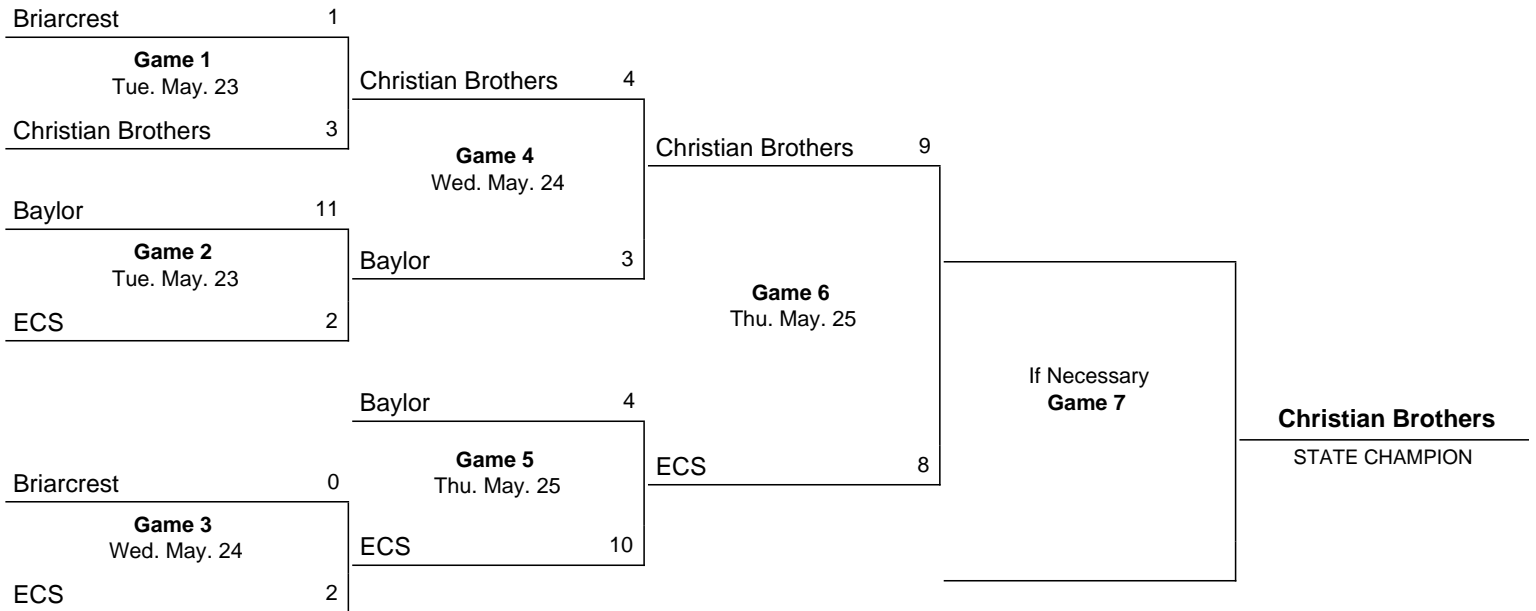 Briarcrest 1
Game 1
Tue. May. 23
Christian Brothers 3
Baylor 11
Game 2
Tue. May. 23
ECS 2
Briarcrest 0
Game 3
Wed. May. 24
ECS 2
Christian Brothers 4
Game 4
Wed. May. 24
Baylor 3
Baylor 4
Game 5
Thu. May. 25
ECS 10
Christian Brothers 9
Game 6
Thu. May. 25
ECS 8
If Necessary
Game 7
Christian Brothers
STATE CHAMPION